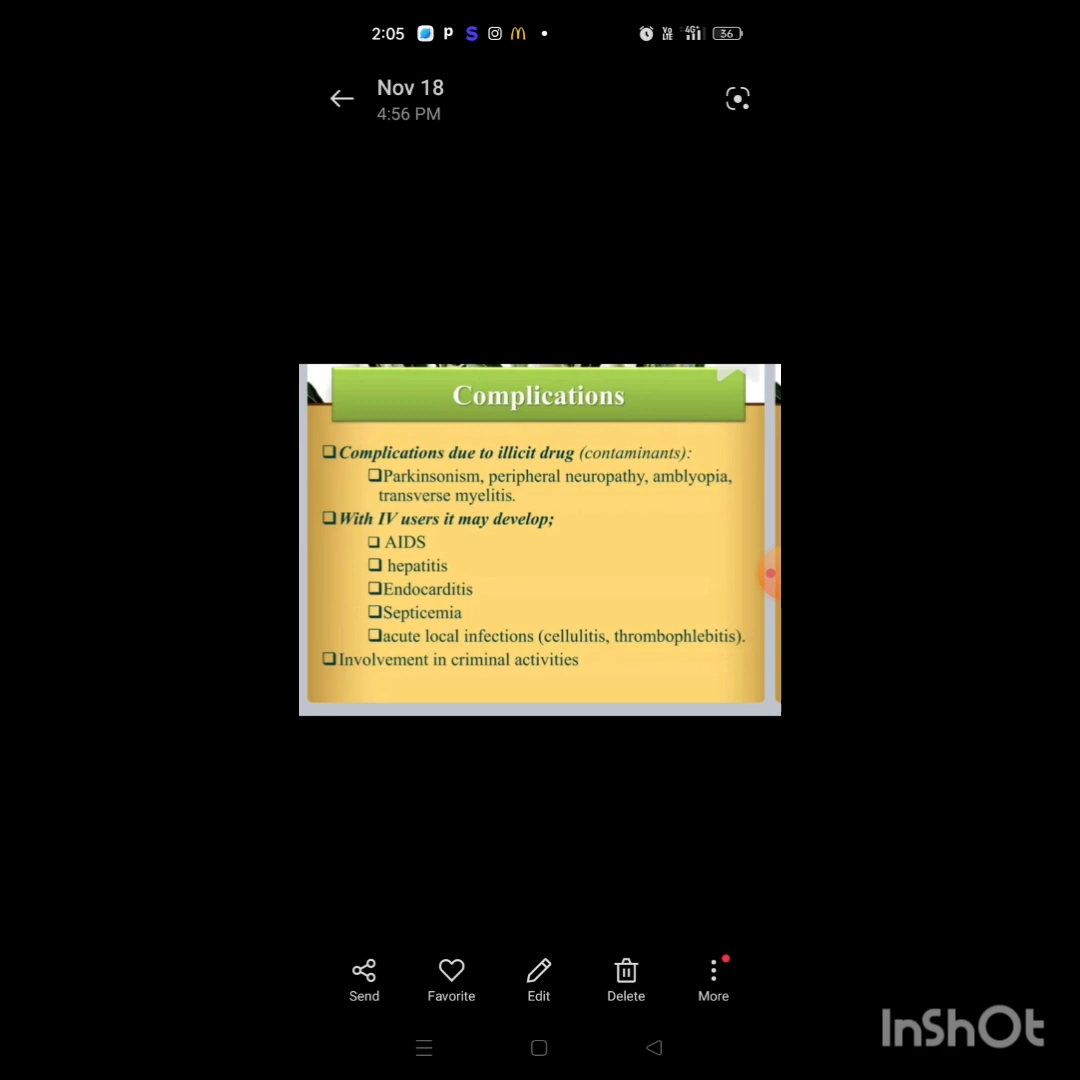 2:05 P S 4G+ 36
Nov 18
4:56 PM
Complications
❑Complications due to illicit drug (contaminants):
❑Parkinsonism, peripheral neuropathy, amblyopia,
transverse myelitis.
❑With IV users it may develop;
❑ AIDS
❑ hepatitis
❑Endocarditis
❑Septicemia
❑acute local infections (cellulitis, thrombophlebitis).
❑Involvement in criminal activities
Send Favorite Edit Delete More
InShOt